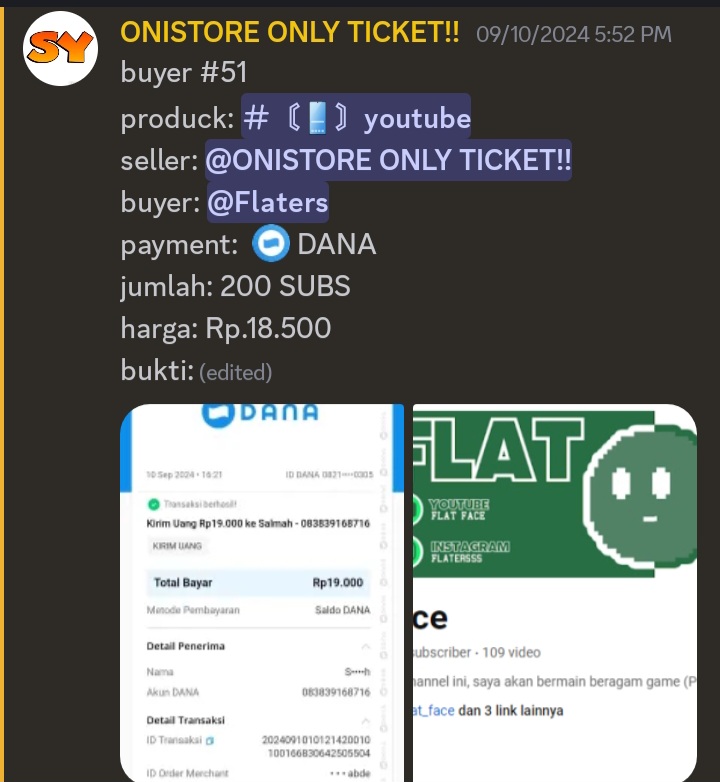 SY
ONISTORE ONLY TICKET!! 09/10/2024 5:52 PM
buyer #51
produck: # 〘 〙youtube
seller: @ONISTORE ONLY TICKET!!
buyer: @Flaters
payment: DANA
jumlah: 200 SUBS
harga: Rp.18.500
bukti: (edited)
DANA
10 Sep 2024 • 16:21 ID DANA 0821••••0305
Transaksi berhasil!
Kirim Uang Rp19.000 ke Salmah - 083839168716
KIRIM UANG
Total Bayar Rp19.000
Metode Pembayaran Saldo DANA
Detail Penerima
Nama S••••h
Akun DANA 083839168716
Detail Transaksi
ID Transaksi 2024091010121420010
100166830642505504
ID Order Merchant •••abde
FLAT
YOUTUBE
FLAT FACE
INSTAGRAM
FLATERSSS
ce
ubscriber • 109 video
hannel ini, saya akan bermain beragam game (P
at_face dan 3 link lainnya